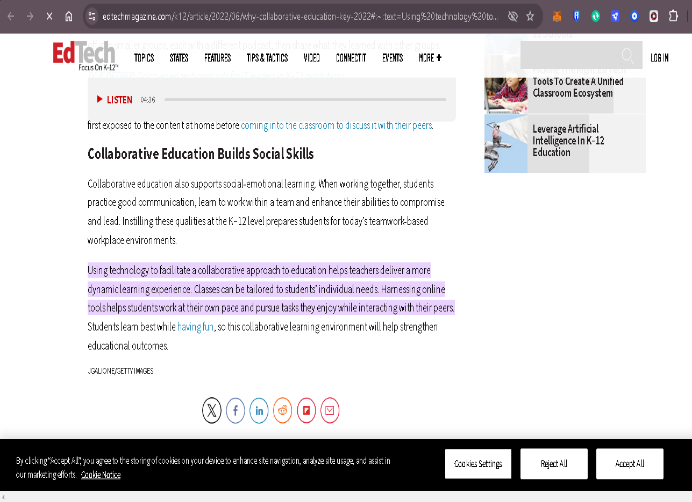 edtechmagazine.com/k12/article/2022/06/why-collaborative-education-key-2022#:~:text=Using%20technology%20to...
EdTech
Focus On K-12
TOPICS STATES FEATURES TIPS & TACTICS VIDEO CONNECTIT EVENTS MORE + LOG IN
LISTEN 04:36
first exposed to the content at home before coming into the classroom to discuss it with their peers.
Collaborative Education Builds Social Skills
Collaborative education also supports social-emotional learning. When working together, students
practice good communication, learn to work within a team and enhance their abilities to compromise
and lead. Instilling these qualities at the K–12 level prepares students for today's teamwork-based
workplace environments.
Using technology to facilitate a collaborative approach to education helps teachers deliver a more
dynamic learning experience. Classes can be tailored to students' individual needs. Harnessing online
tools helps students work at their own pace and pursue tasks they enjoy while interacting with their peers.
Students learn best while having fun, so this collaborative learning environment will help strengthen
educational outcomes.
JGALIONE/GETTY IMAGES
Tools To Create A Unified
Classroom Ecosystem
Leverage Artificial
Intelligence In K-12
Education
By clicking "Accept All", you agree to the storing of cookies on your device to enhance site navigation, analyze site usage, and assist in
our marketing efforts. Cookie Notice
Cookies Settings
Reject All
Accept All